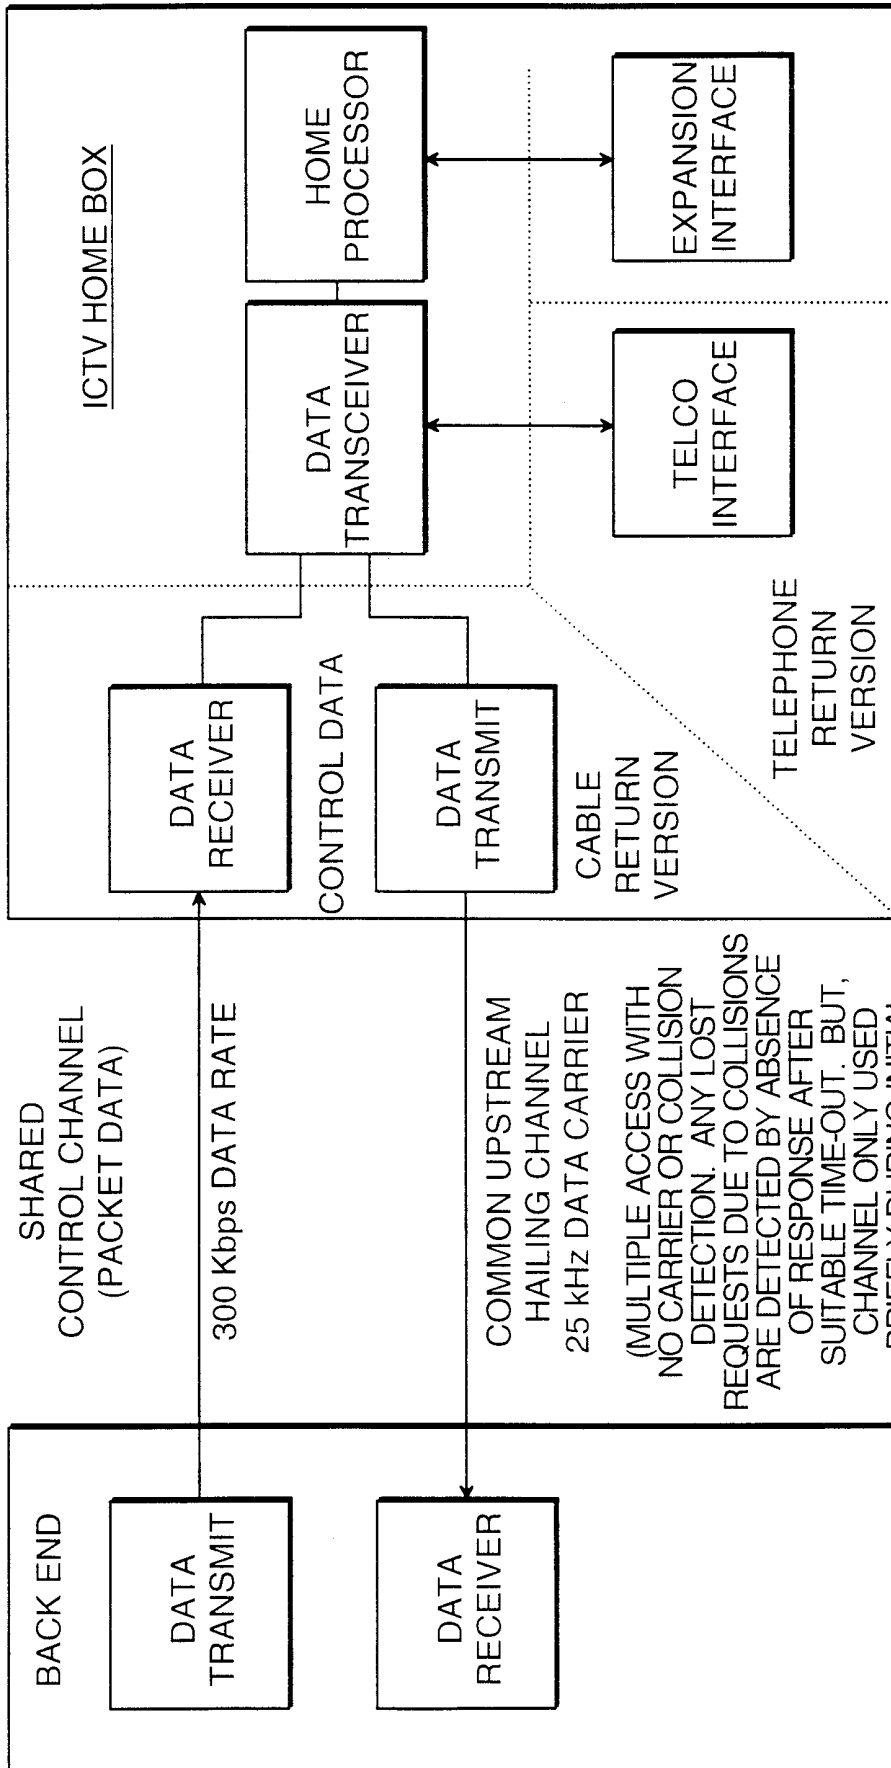 BACK END
DATA
TRANSMIT
DATA
RECEIVER
SHARED
CONTROL CHANNEL
(PACKET DATA)
300 Kbps DATA RATE
COMMON UPSTREAM
HAILING CHANNEL
25 kHz DATA CARRIER
(MULTIPLE ACCESS WITH
NO CARRIER OR COLLISION
DETECTION. ANY LOST
REQUESTS DUE TO COLLISIONS
ARE DETECTED BY ABSENCE
OF RESPONSE AFTER
SUITABLE TIME-OUT. BUT,
CHANNEL ONLY USED
BRIEFLY DURING INITIAL
ICTV HOME BOX
DATA
RECEIVER
CONTROL DATA
DATA
TRANSMIT
CABLE
RETURN
VERSION
DATA
TRANSCEIVER
HOME
PROCESSOR
TELCO
INTERFACE
EXPANSION
INTERFACE
TELEPHONE
RETURN
VERSION